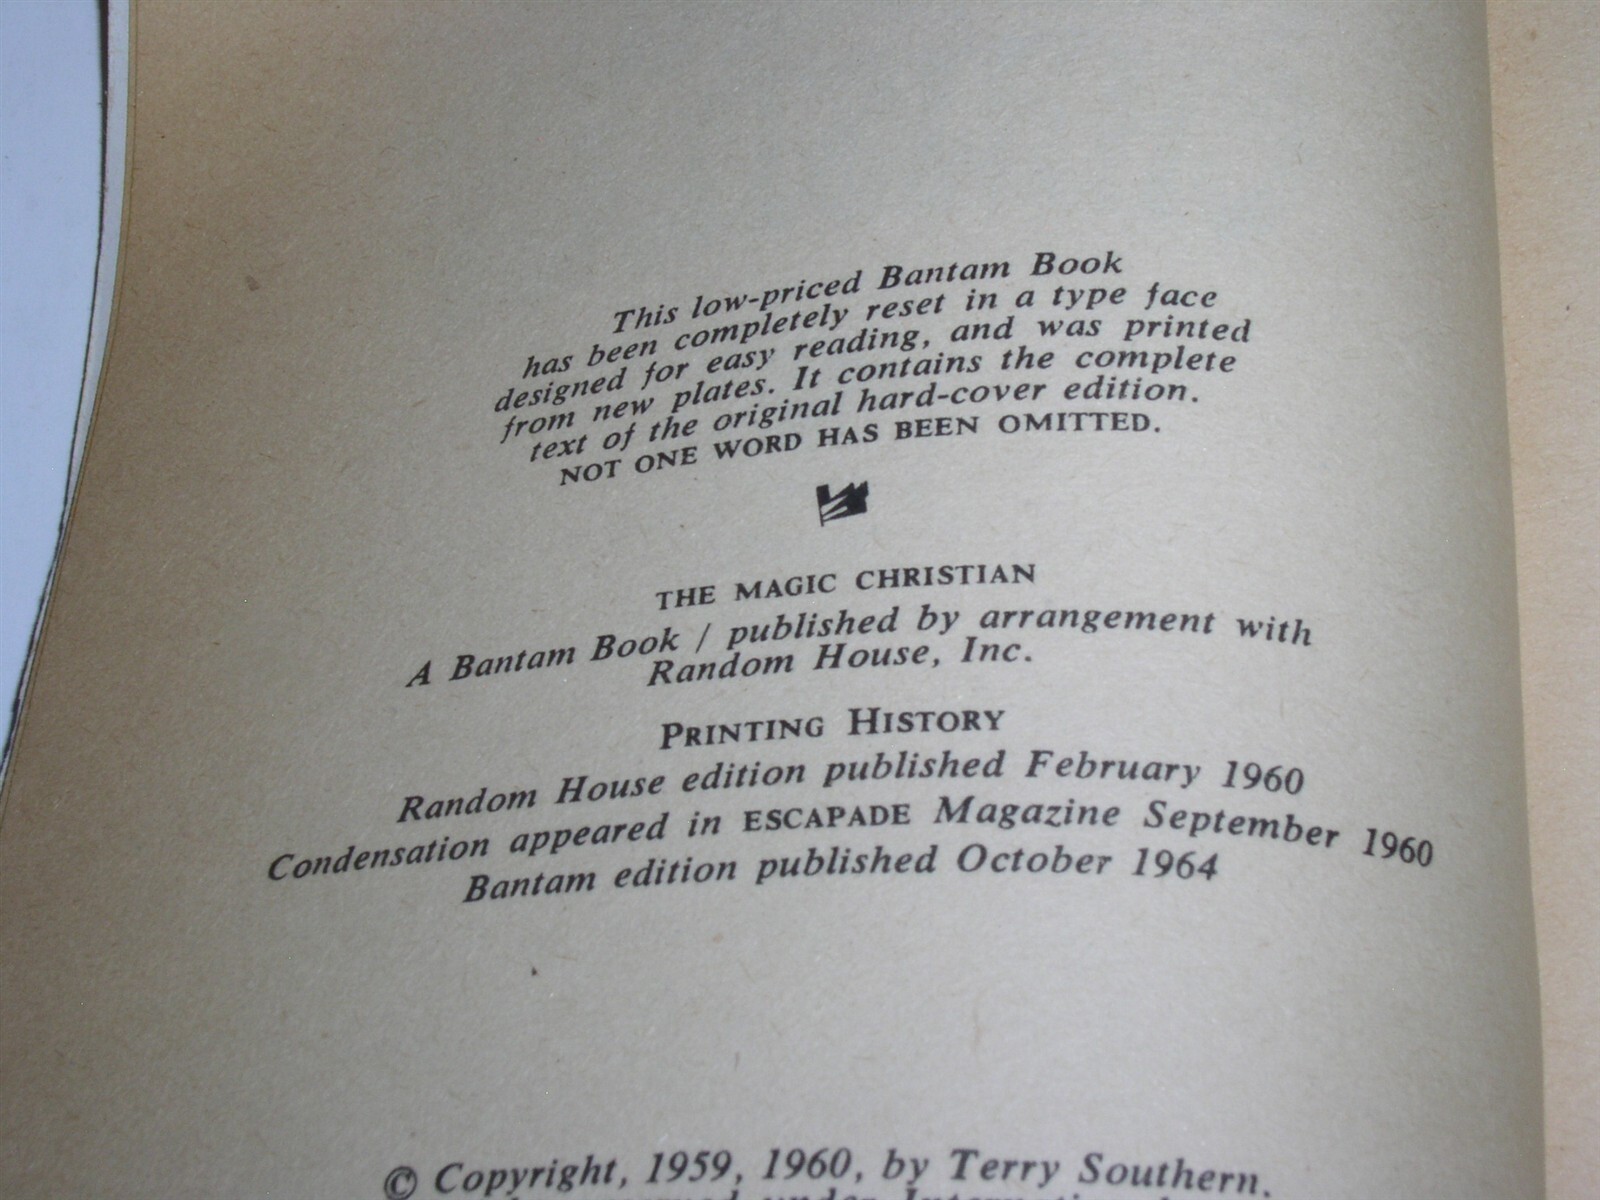 This low-priced Bantam Book
has been completely reset in a type face
designed for easy reading, and was printed
from new plates. It contains the complete
text of the original hard-cover edition.
NOT ONE WORD HAS BEEN OMITTED.
THE MAGIC CHRISTIAN
A Bantam Book / published by arrangement with
Random House, Inc.
PRINTING HISTORY
Random House edition published February 1960
Condensation appeared in ESCAPADE Magazine September 1960
Bantam edition published October 1964
© Copyright, 1959, 1960, by Terry Southern.